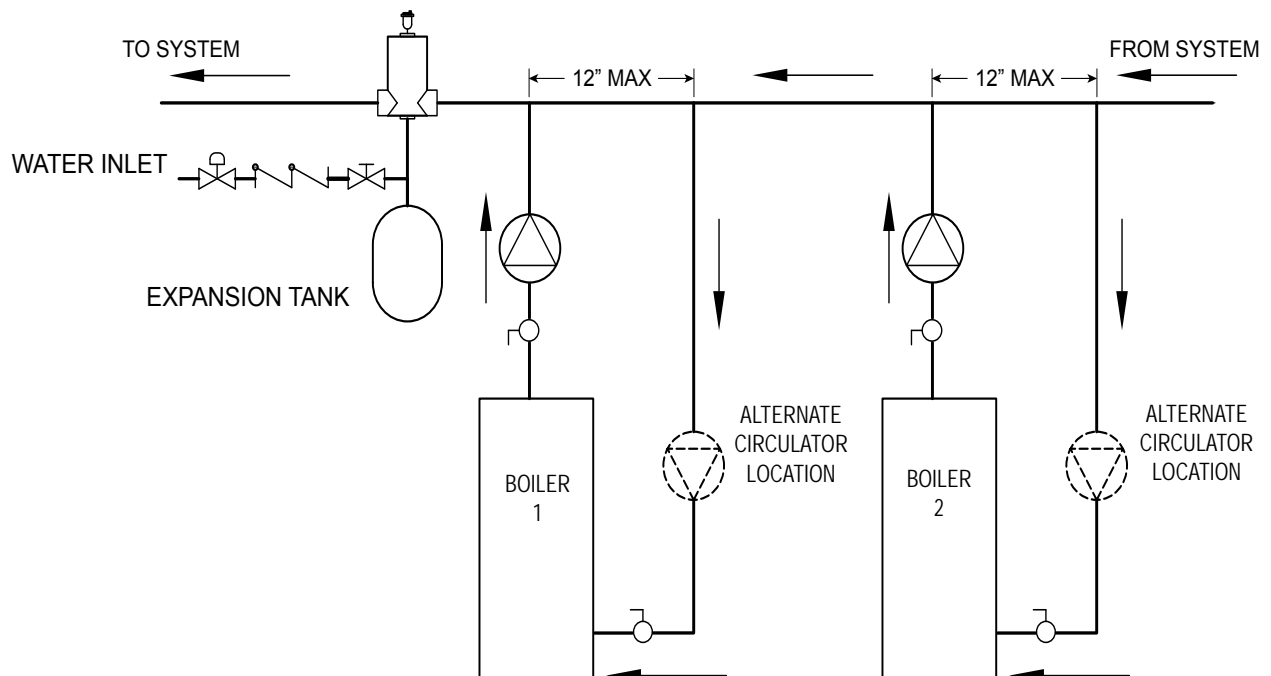 TO SYSTEM
FROM SYSTEM
12” MAX
12” MAX
WATER INLET
EXPANSION TANK
ALTERNATE
CIRCULATOR
LOCATION
ALTERNATE
CIRCULATOR
LOCATION
BOILER
1
BOILER
2